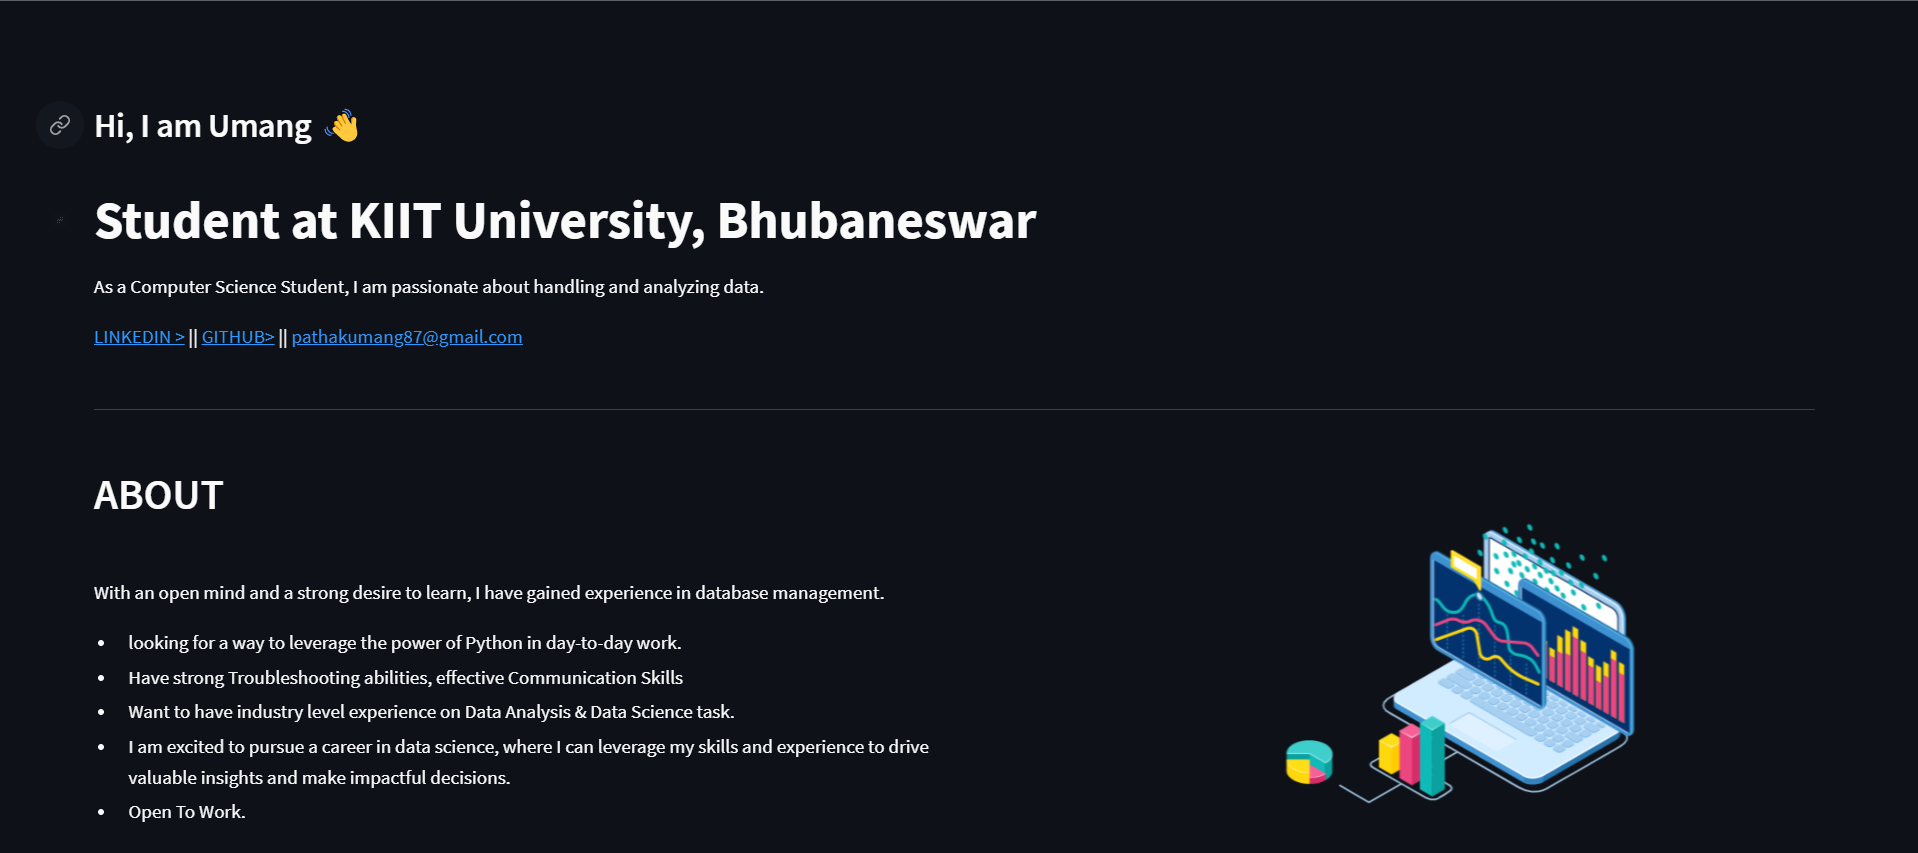 Hi, I am Umang 👋
Student at KIIT University, Bhubaneswar
As a Computer Science Student, I am passionate about handling and analyzing data.
LINKEDIN > || GITHUB> || pathakumang87@gmail.com
ABOUT
With an open mind and a strong desire to learn, I have gained experience in database management.
• looking for a way to leverage the power of Python in day-to-day work.
• Have strong Troubleshooting abilities, effective Communication Skills
• Want to have industry level experience on Data Analysis & Data Science task.
• I am excited to pursue a career in data science, where I can leverage my skills and experience to drive
valuable insights and make impactful decisions.
• Open To Work.